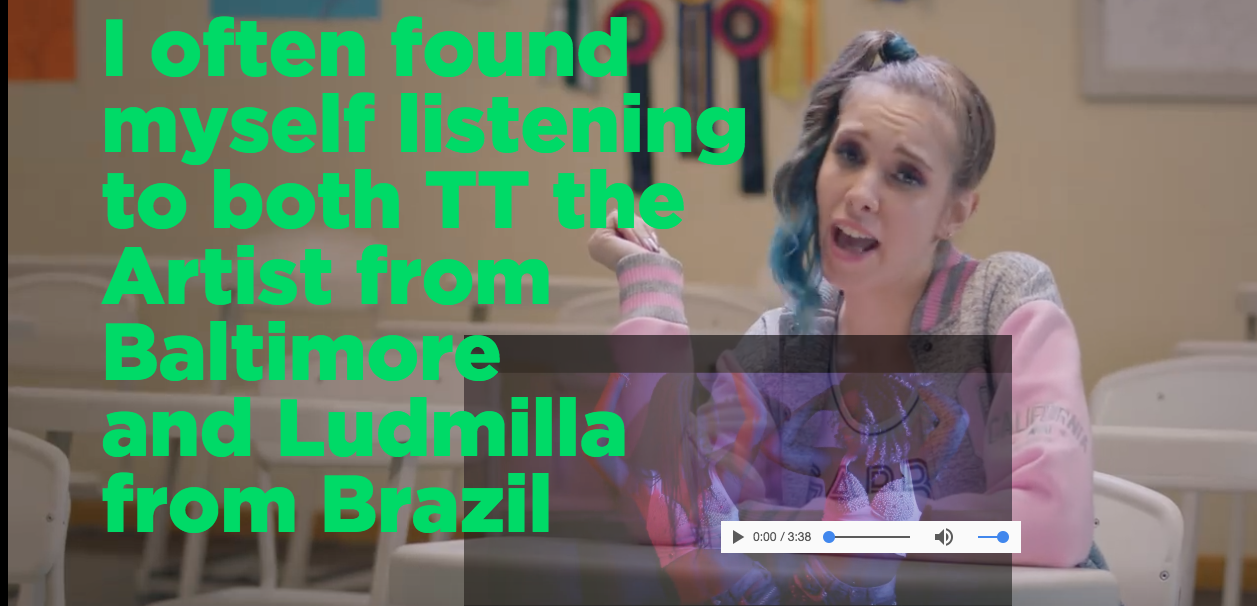 I often found
myself listening
to both TT the
Artist from
Baltimore
and Ludmilla
from Brazil
CALIFORNIA
0:00 / 3:38